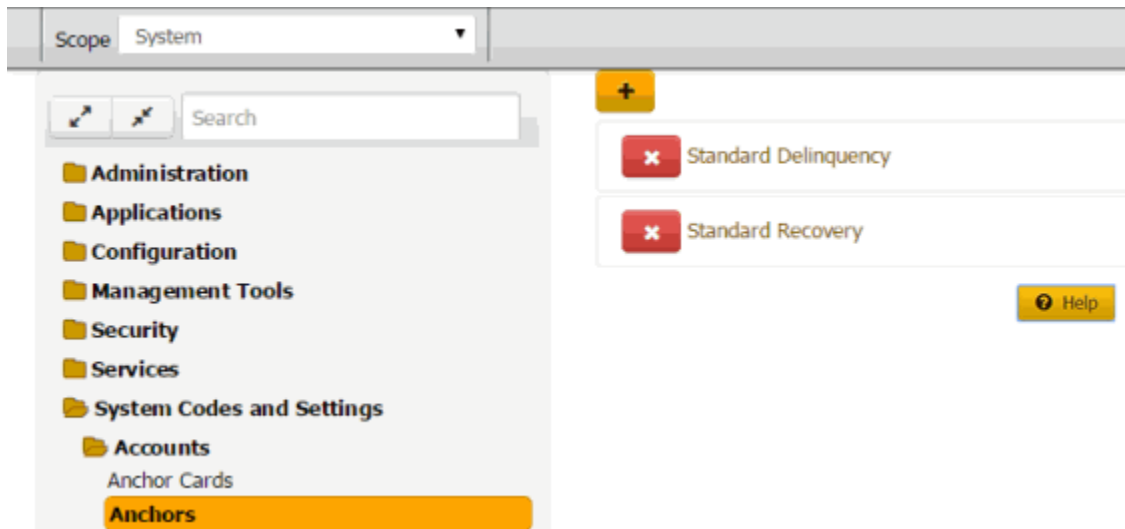 Scope System
Search
Administration
Applications
Configuration
Management Tools
Security
Services
System Codes and Settings
Accounts
Anchor Cards
Anchors
Standard Delinquency
Standard Recovery
Help